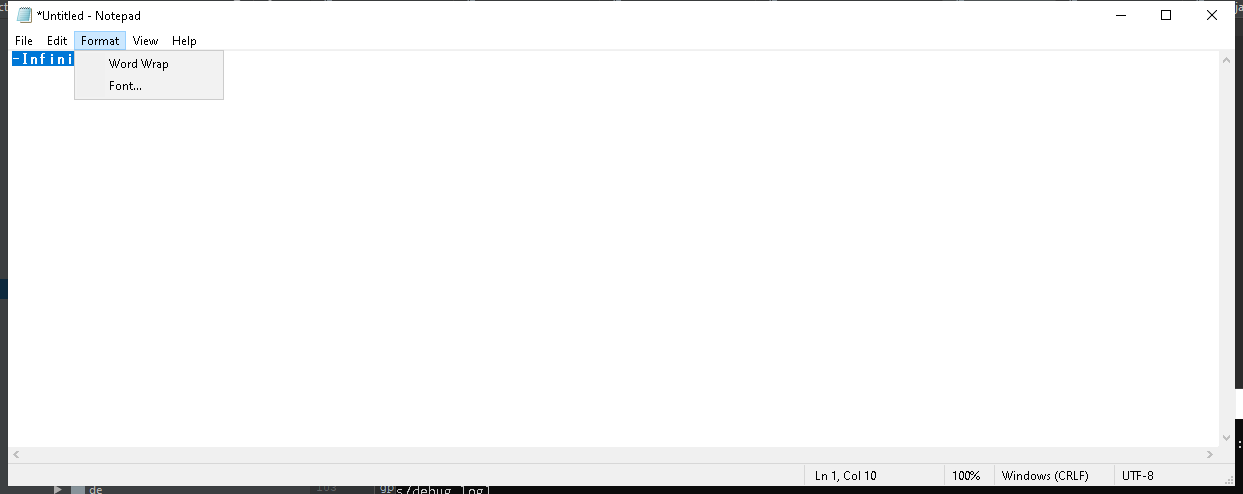 *Untitled - Notepad
File Edit Format View Help
-Infini
Word Wrap
Font...
Ln 1, Col 10 100% Windows (CRLF) UTF-8
de 103 s/debug.log]